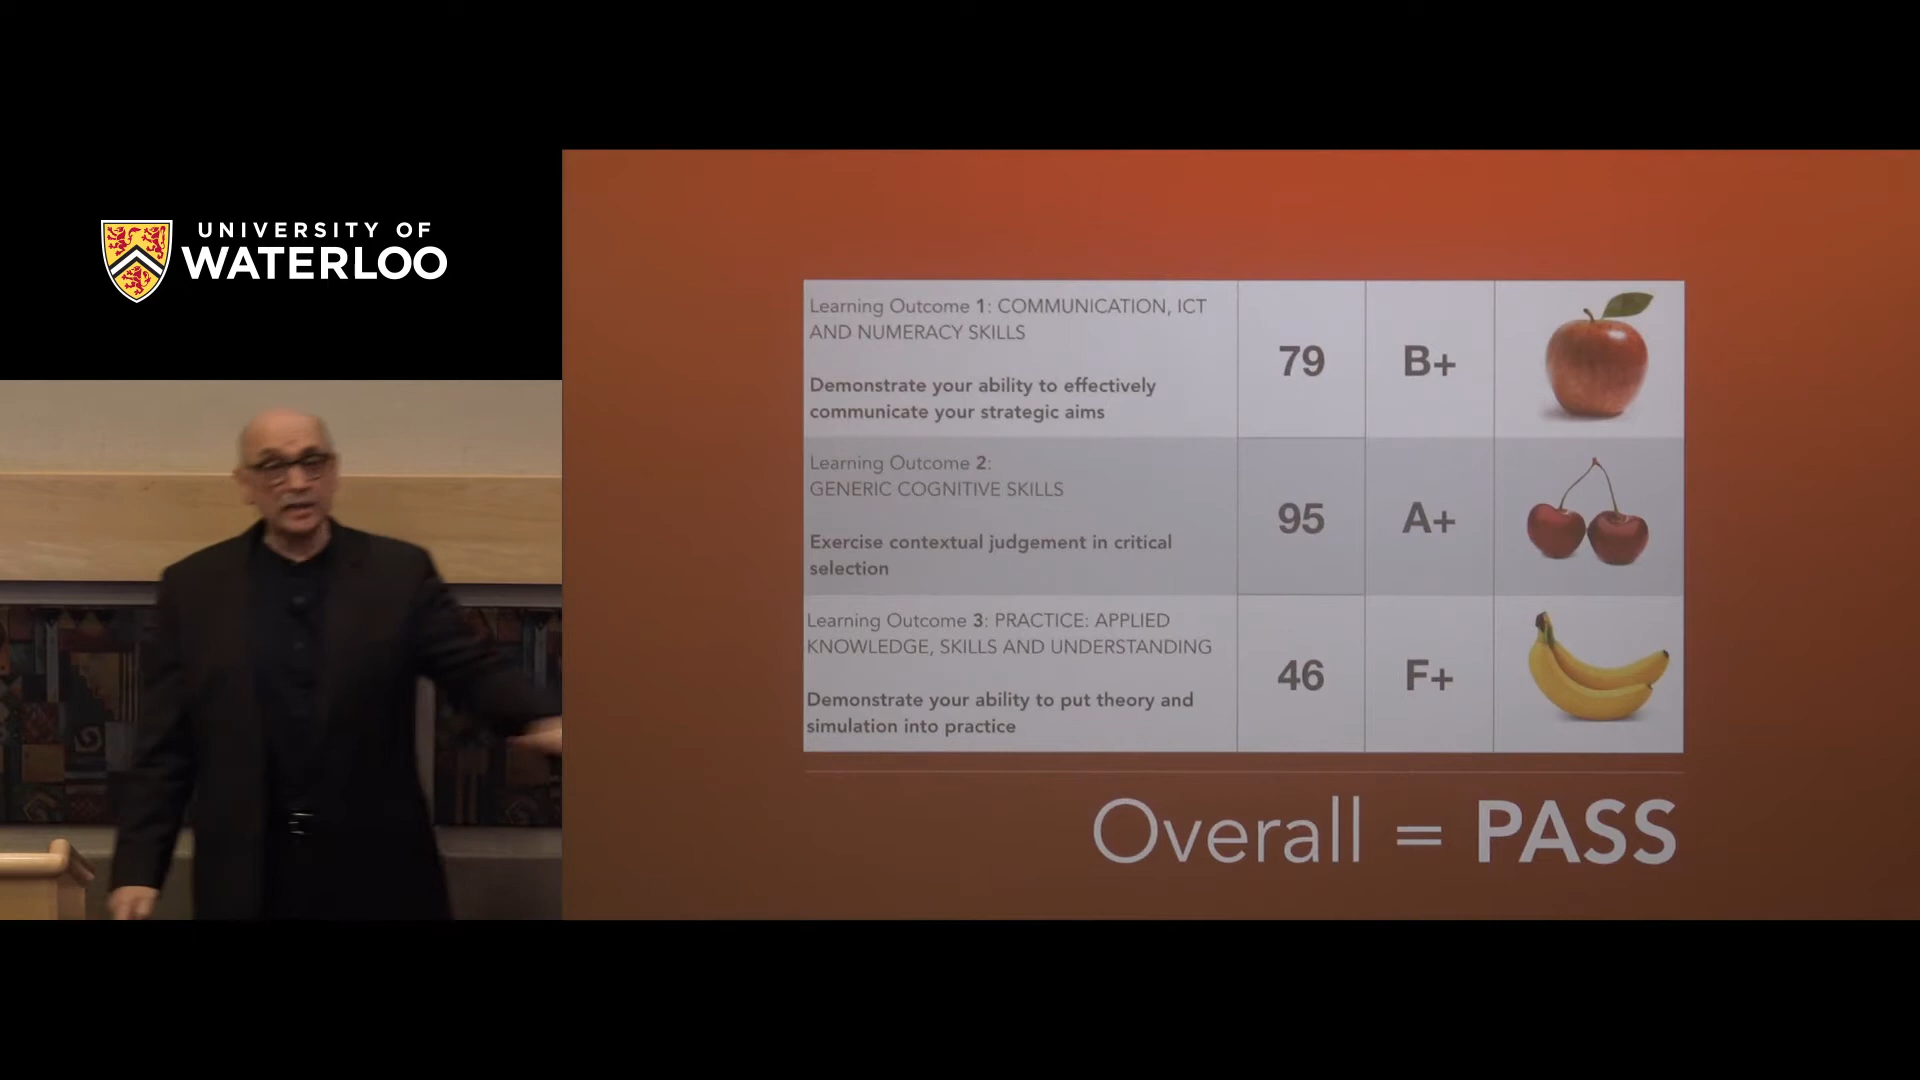 UNIVERSITY OF
WATERLOO
Learning Outcome 1: COMMUNICATION, ICT
AND NUMERACY SKILLS
Demonstrate your ability to effectively
communicate your strategic aims
79
B+
Learning Outcome 2:
GENERIC COGNITIVE SKILLS
Exercise contextual judgement in critical
selection
95
A+
Learning Outcome 3: PRACTICE: APPLIED
KNOWLEDGE, SKILLS AND UNDERSTANDING
Demonstrate your ability to put theory and
simulation into practice
46
F+
Overall = PASS